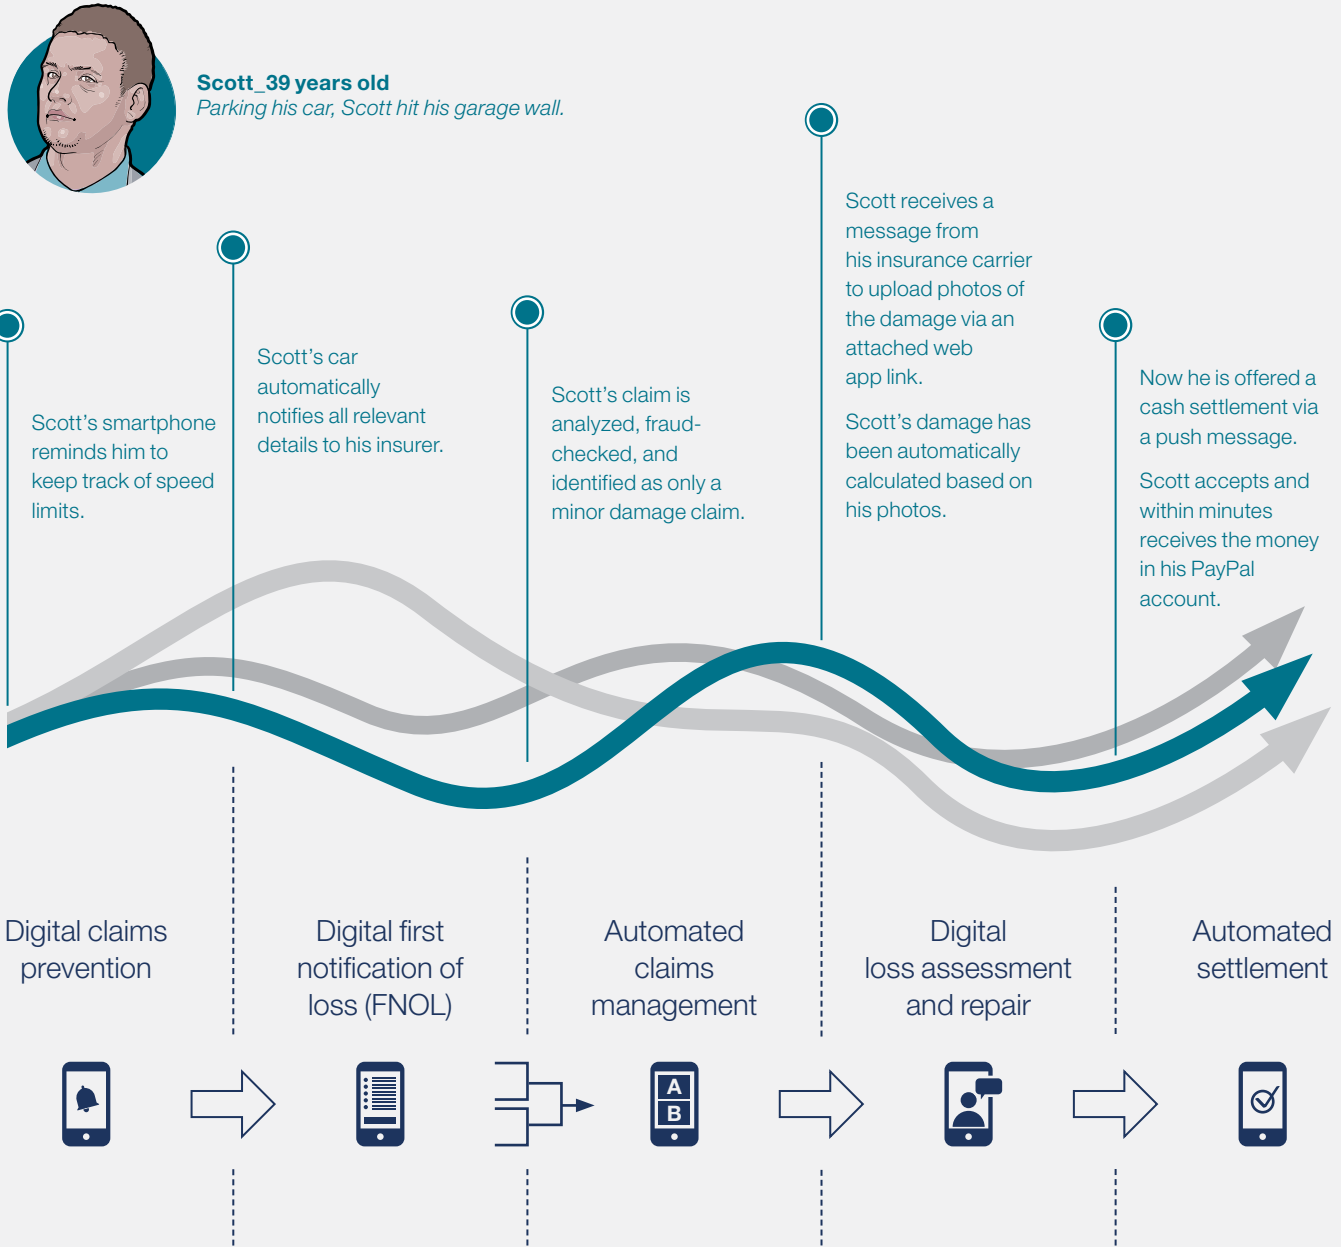 Scott_39 years old
Parking his car, Scott hit his garage wall.
Scott’s smartphone
reminds him to
keep track of speed
limits.
Scott’s car
automatically
notifies all relevant
details to his insurer.
Scott’s claim is
analyzed, fraud-
checked, and
identified as only a
minor damage claim.
Scott receives a
message from
his insurance carrier
to upload photos of
the damage via an
attached web
app link.
Scott’s damage has
been automatically
calculated based on
his photos.
Now he is offered a
cash settlement via
a push message.
Scott accepts and
within minutes
receives the money
in his PayPal
account.
Digital claims
prevention
Digital first
notification of
loss (FNOL)
Automated
claims
management
Digital
loss assessment
and repair
Automated
settlement
A
B